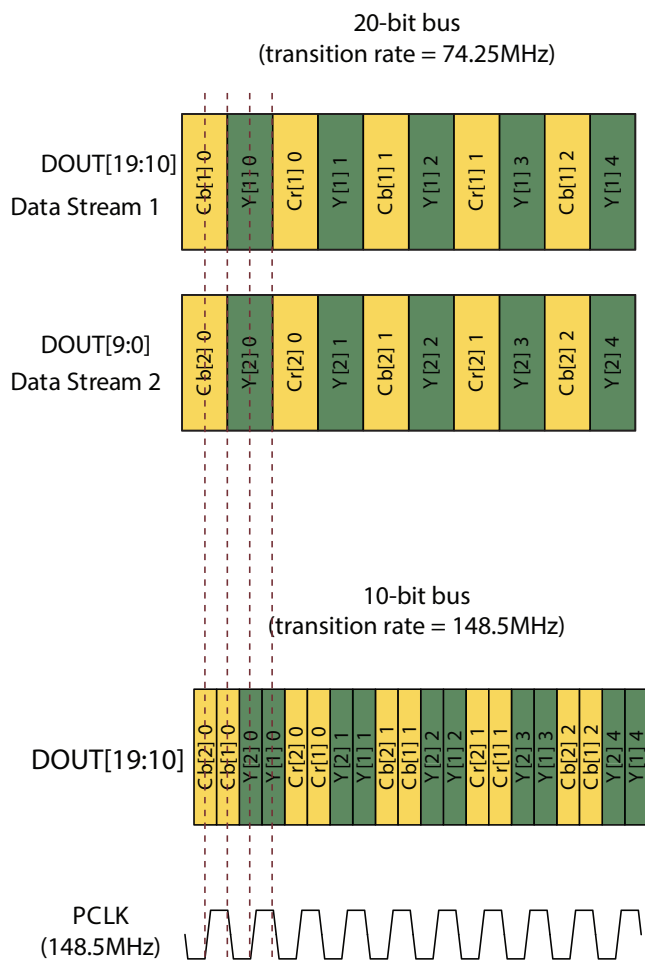 20-bit bus
(transition rate = 74.25MHz)
DOUT[19:10]
Data Stream 1
Cb[1] 0
Y[1] 0
Cr[1] 0
Y[1] 1
Cb[1] 1
Y[1] 2
Cr[1] 1
Y[1] 3
Cb[1] 2
Y[1] 4
DOUT[9:0]
Data Stream 2
Cb[2] 0
Y[2] 0
Cr[2] 0
Y[2] 1
Cb[2] 1
Y[2] 2
Cr[2] 1
Y[2] 3
Cb[2] 2
Y[2] 4
10-bit bus
(transition rate = 148.5MHz)
DOUT[19:10]
Cb[2] 0
Cb[1] 0
Y[2] 0
Y[1] 0
Cr[2] 0
Cr[1] 0
Y[2] 1
Y[1] 1
Cb[2] 1
Cb[1] 1
Y[2] 2
Y[1] 2
Cr[2] 1
Cr[1] 1
Y[2] 3
Y[1] 3
Cb[2] 2
Cb[1] 2
Y[2] 4
Y[1] 4
PCLK
(148.5MHz)